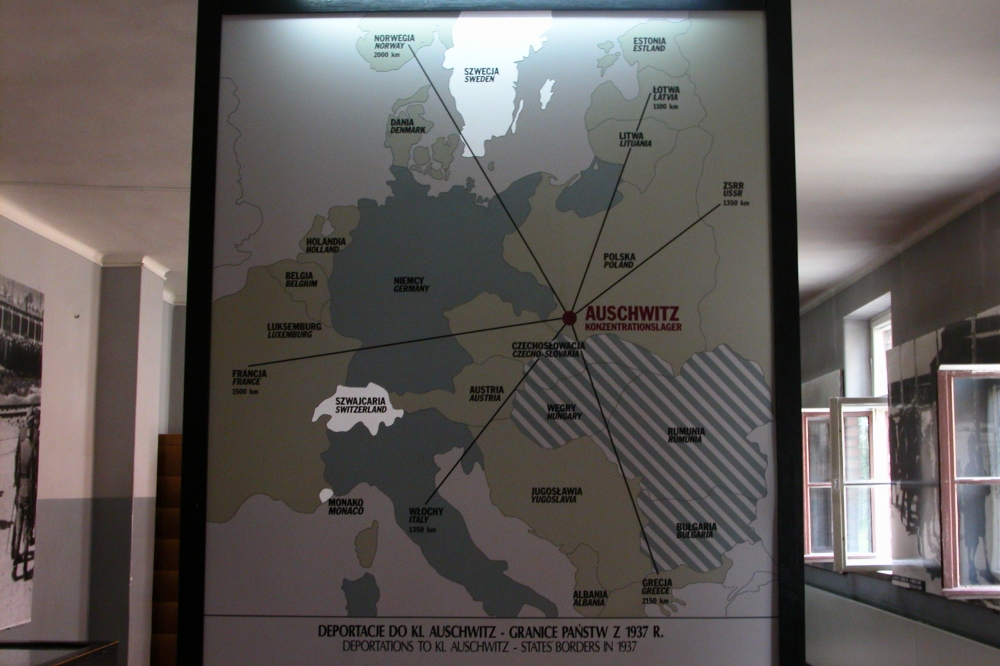 NORWEGIA
NORWAY
2000 km
SZWECJA
SWEDEN
ESTONIA
ESTLAND
ŁOTWA
LATVIA
1100 km
DANIA
DENMARK
LITWA
LITUANIA
ZSRR
USSR
1350 km
HOLANDIA
HOLLAND
POLSKA
POLAND
BELGIA
BELGIUM
NIEMCY
GERMANY
AUSCHWITZ
KONZENTRATIONSLAGER
LUKSEMBURG
LUXEMBURG
CZECHOSŁOWACJA
CZECHO-SLOVAKIA
FRANCJA
FRANCE
1500 km
AUSTRIA
AUSTRIA
SZWAJCARIA
SWITZERLAND
WĘGRY
HUNGARY
RUMUNIA
RUMUNIA
JUGOSŁAWIA
YUGOSLAVIA
MONAKO
MONACO
WŁOCHY
ITALY
1350 km
BUŁGARIA
BULGARIA
GRECJA
GREECE
2150 km
ALBANIA
ALBANIA
DEPORTACJE DO KL AUSCHWITZ - GRANICE PAŃSTW Z 1937 R.
DEPORTATIONS TO KL AUSCHWITZ - STATES BORDERS IN 1937